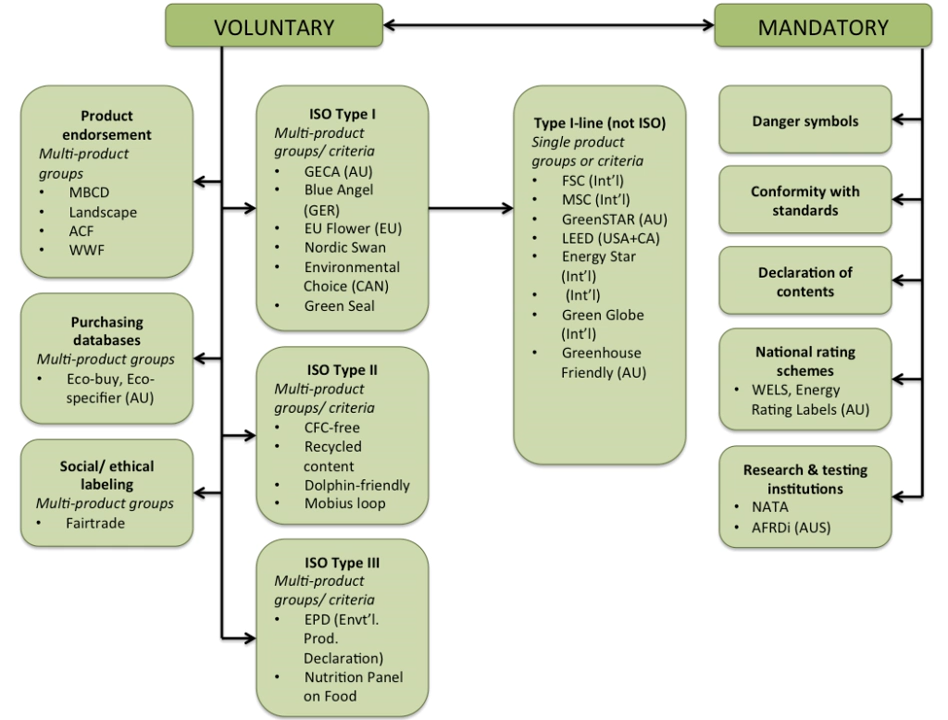 VOLUNTARY
MANDATORY
Product
endorsement
Multi-product
groups
• MBCD
• Landscape
• ACF
• WWF
Purchasing
databases
Multi-product groups
• Eco-buy, Eco-
specifier (AU)
Social/ ethical
labeling
Multi-product groups
• Fairtrade
ISO Type I
Multi-product
groups/ criteria
• GECA (AU)
• Blue Angel
(GER)
• EU Flower (EU)
• Nordic Swan
• Environmental
Choice (CAN)
• Green Seal
ISO Type II
Multi-product
groups/ criteria
• CFC-free
• Recycled
content
• Dolphin-friendly
• Mobius loop
ISO Type III
Multi-product
groups/ criteria
• EPD (Envt'l.
Prod.
Declaration)
• Nutrition Panel
on Food
Type I-line (not ISO)
Single product
groups or criteria
• FSC (Int'l)
• MSC (Int'l)
• GreenSTAR (AU)
• LEED (USA+CA)
• Energy Star
(Int'l)
• (Int'l)
• Green Globe
(Int'l)
• Greenhouse
Friendly (AU)
Danger symbols
Conformity with
standards
Declaration of
contents
National rating
schemes
• WELS, Energy
Rating Labels (AU)
Research & testing
institutions
• NATA
• AFRDi (AUS)